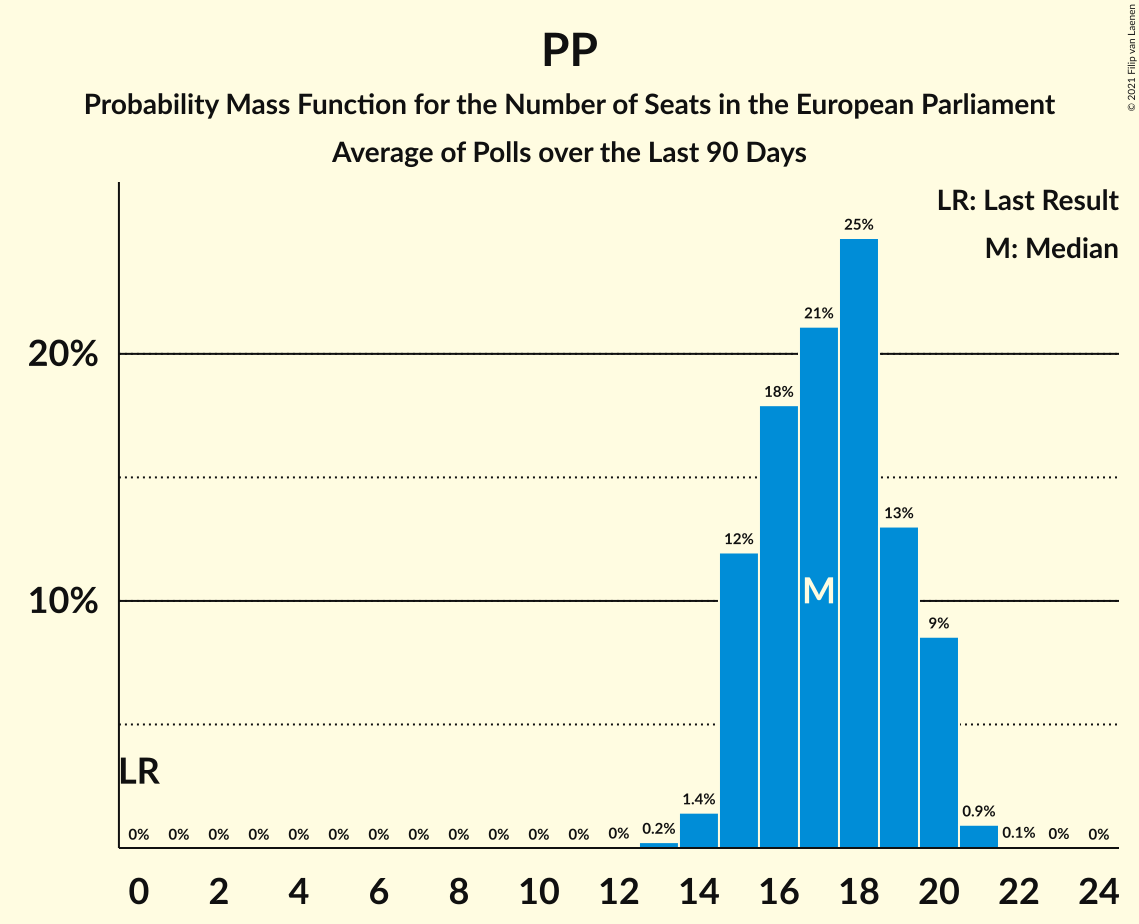 PP
Probability Mass Function for the Number of Seats in the European Parliament
Average of Polls over the Last 90 Days
© 2021 Filip van Laenen
LR: Last Result
M: Median
25%
21%
20%
18%
13%
12%
M
10%
9%
LR
1.4%
0.9%
0% 0% 0% 0% 0% 0% 0% 0% 0% 0% 0% 0% 0% 0.2% 0.1% 0% 0%
0 2 4 6 8 10 12 14 16 18 20 22 24